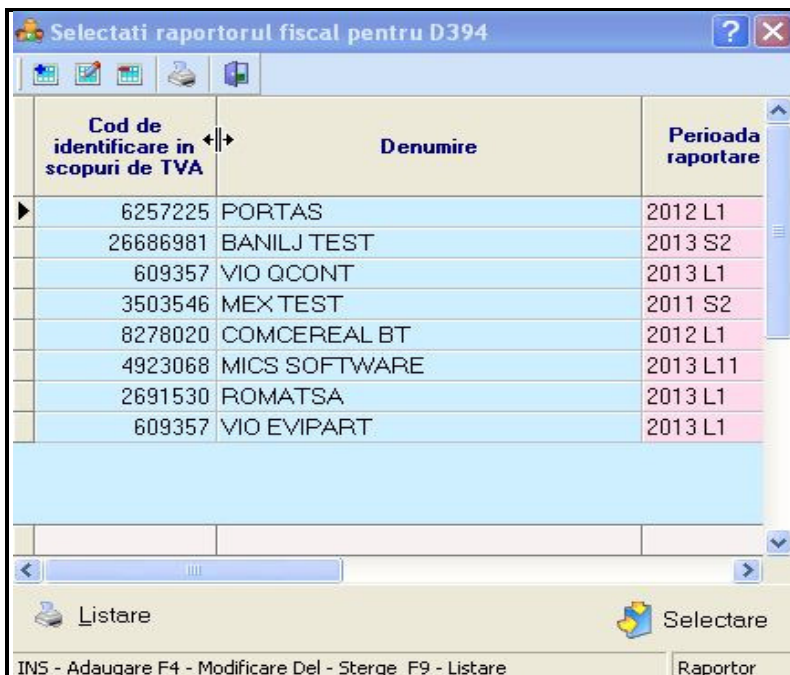 Selectati raportorul fiscal pentru D394
Cod de identificare in scopuri de TVA Denumire Perioada raportare
6257225 PORTAS 2012 L1
26686981 BANILJ TEST 2013 S2
609357 VIO QCONT 2013 L1
3503546 MEX TEST 2011 S2
8278020 COMCEREAL BT 2012 L1
4923068 MICS SOFTWARE 2013 L11
2691530 ROMATSA 2013 L1
609357 VIO EVIPART 2013 L1
Listare Selectare
INS - Adaugare F4 - Modificare Del - Sterge F9 - Listare Raportor